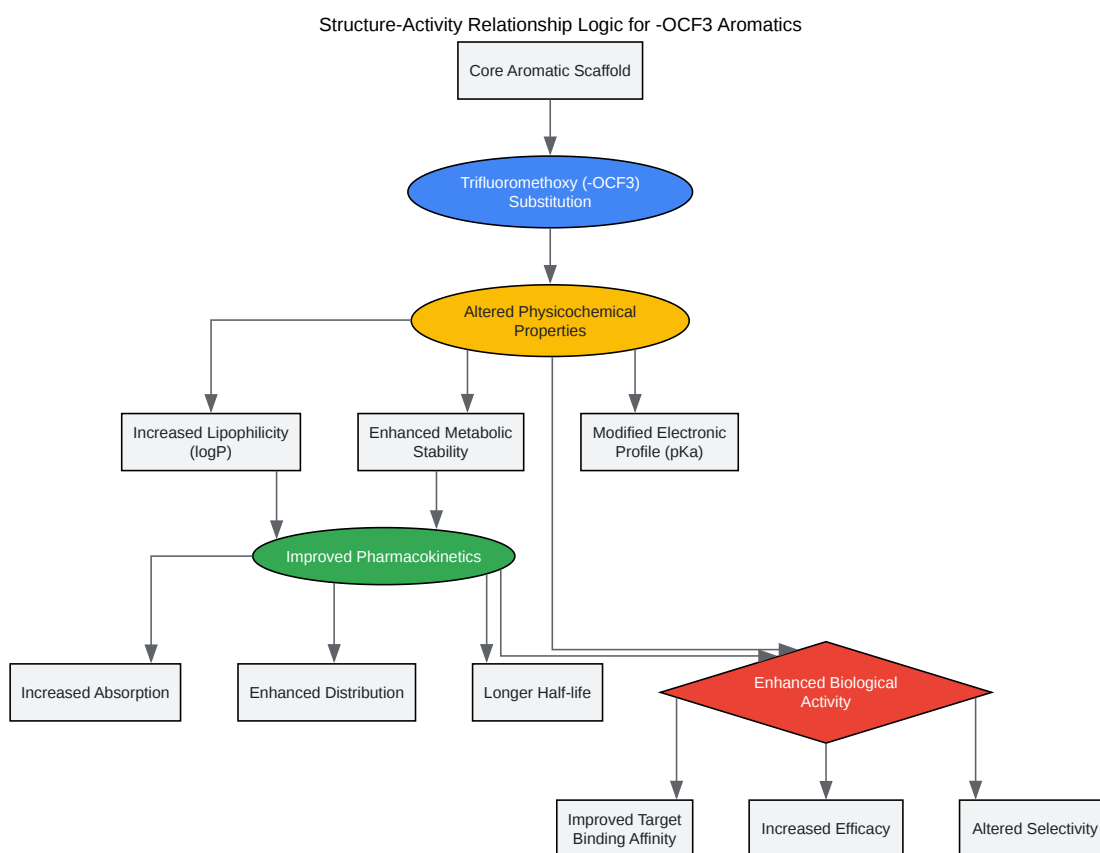 Structure-Activity Relationship Logic for -OCF3 Aromatics
Core Aromatic Scaffold
Trifluoromethoxy (-OCF3)
Substitution
Altered Physicochemical
Properties
Increased Lipophilicity
(logP)
Enhanced Metabolic
Stability
Modified Electronic
Profile (pKa)
Improved Pharmacokinetics
Increased Absorption
Enhanced Distribution
Longer Half-life
Enhanced Biological
Activity
Improved Target
Binding Affinity
Increased Efficacy
Altered Selectivity